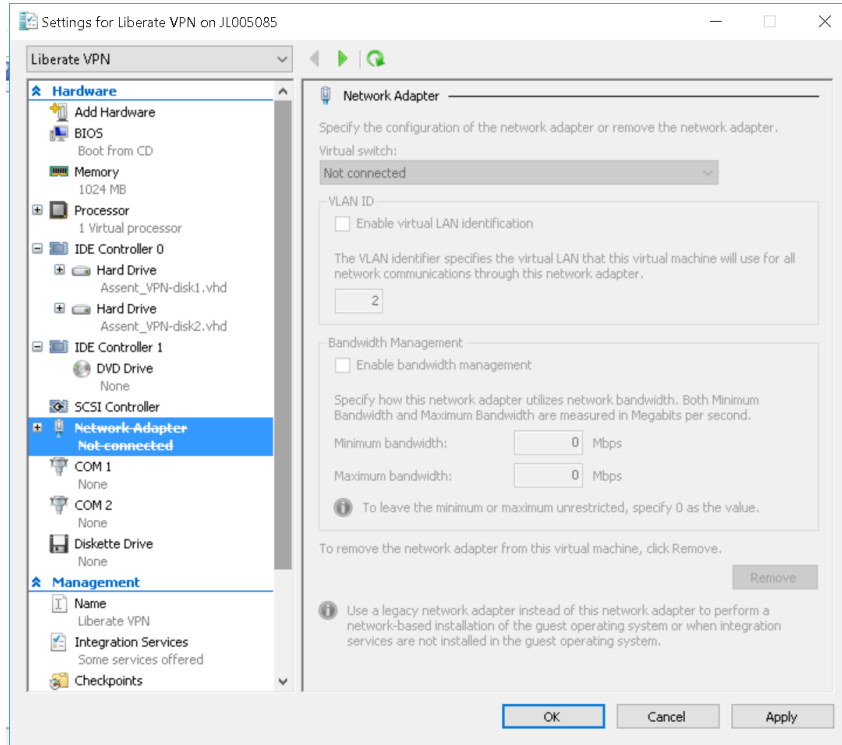 Settings for Liberate VPN on JL005085
Liberate VPN
Hardware
Add Hardware
BIOS
Boot from CD
Memory
1024 MB
Processor
1 Virtual processor
IDE Controller 0
Hard Drive
Assent_VPN-disk1.vhd
Hard Drive
Assent_VPN-disk2.vhd
IDE Controller 1
DVD Drive
None
SCSI Controller
Network Adapter
Not connected
COM 1
None
COM 2
None
Diskette Drive
None
Management
Name
Liberate VPN
Integration Services
Some services offered
Checkpoints
Network Adapter
Specify the configuration of the network adapter or remove the network adapter.
Virtual switch:
Not connected
VLAN ID
Enable virtual LAN identification
The VLAN identifier specifies the virtual LAN that this virtual machine will use for all
network communications through this network adapter.
2
Bandwidth Management
Enable bandwidth management
Specify how this network adapter utilizes network bandwidth. Both Minimum
Bandwidth and Maximum Bandwidth are measured in Megabits per second.
Minimum bandwidth: 0 Mbps
Maximum bandwidth: 0 Mbps
To leave the minimum or maximum unrestricted, specify 0 as the value.
To remove the network adapter from this virtual machine, click Remove.
Remove
Use a legacy network adapter instead of this network adapter to perform a
network-based installation of the guest operating system or when integration
services are not installed in the guest operating system.
OK Cancel Apply